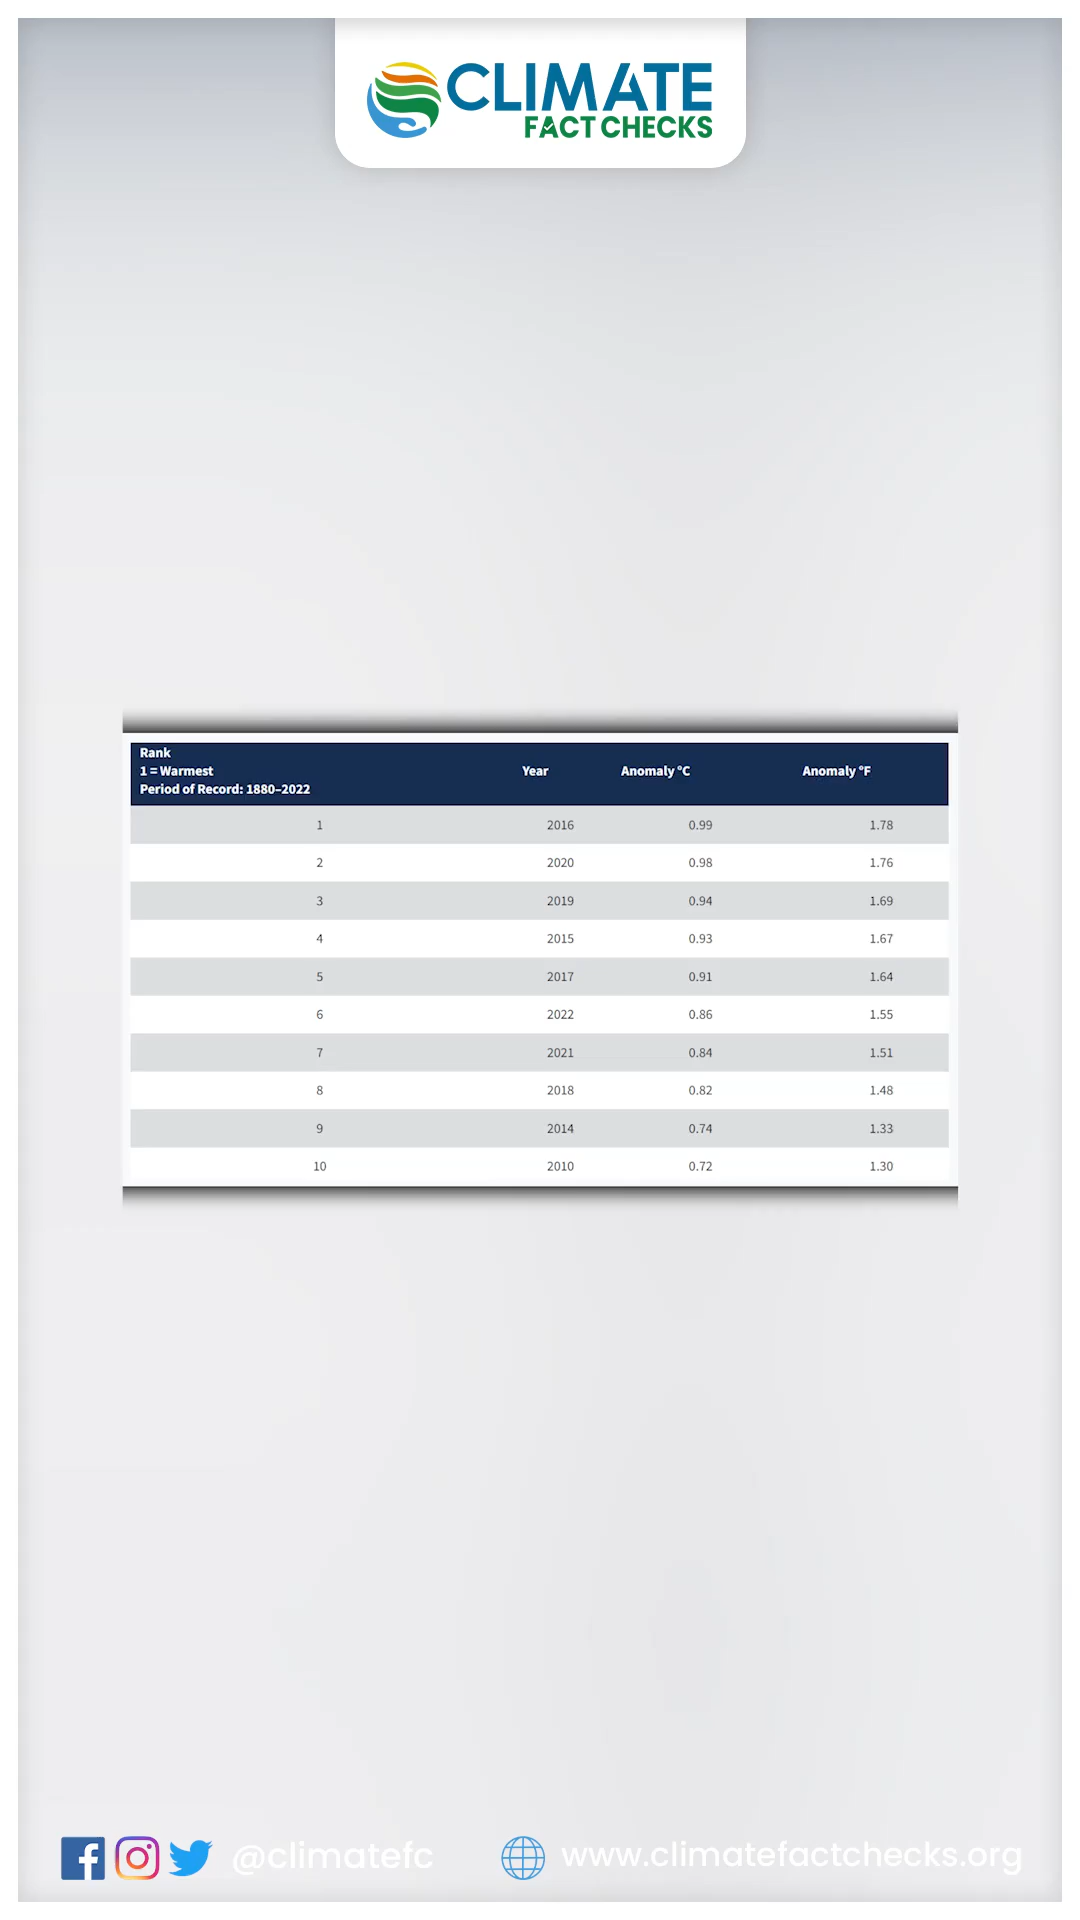 CLIMATE
FACT CHECKS
Rank
1 = Warmest
Period of Record: 1880–2022
Year Anomaly °C Anomaly °F
1 2016 0.99 1.78
2 2020 0.98 1.76
3 2019 0.94 1.69
4 2015 0.93 1.67
5 2017 0.91 1.64
6 2022 0.86 1.55
7 2021 0.84 1.51
8 2018 0.82 1.48
9 2014 0.74 1.33
10 2010 0.72 1.30
@climatefc www.climatefactchecks.org